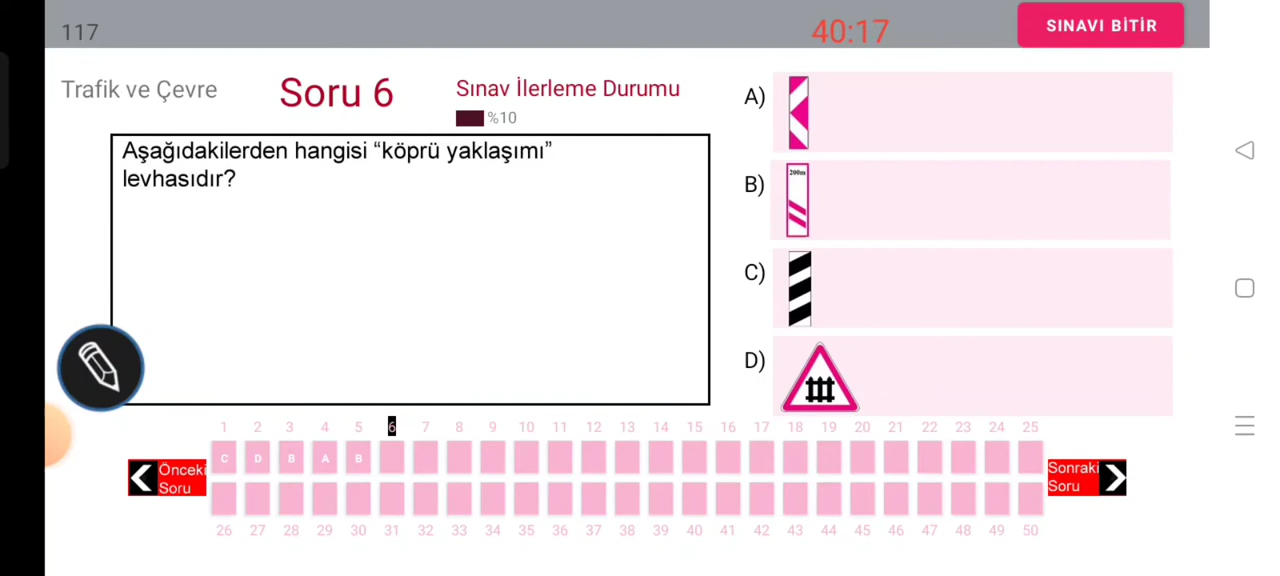 117
40:17
SINAVI BİTİR
Trafik ve Çevre
Soru 6
Sınav İlerleme Durumu
%10
Aşağıdakilerden hangisi “köprü yaklaşımı”
levhasıdır?
A)
B)
200m
C)
D)
1 2 3 4 5 6 7 8 9 10 11 12 13 14 15 16 17 18 19 20 21 22 23 24 25
C D B A B
Önceki
Soru
Sonraki
Soru
26 27 28 29 30 31 32 33 34 35 36 37 38 39 40 41 42 43 44 45 46 47 48 49 50